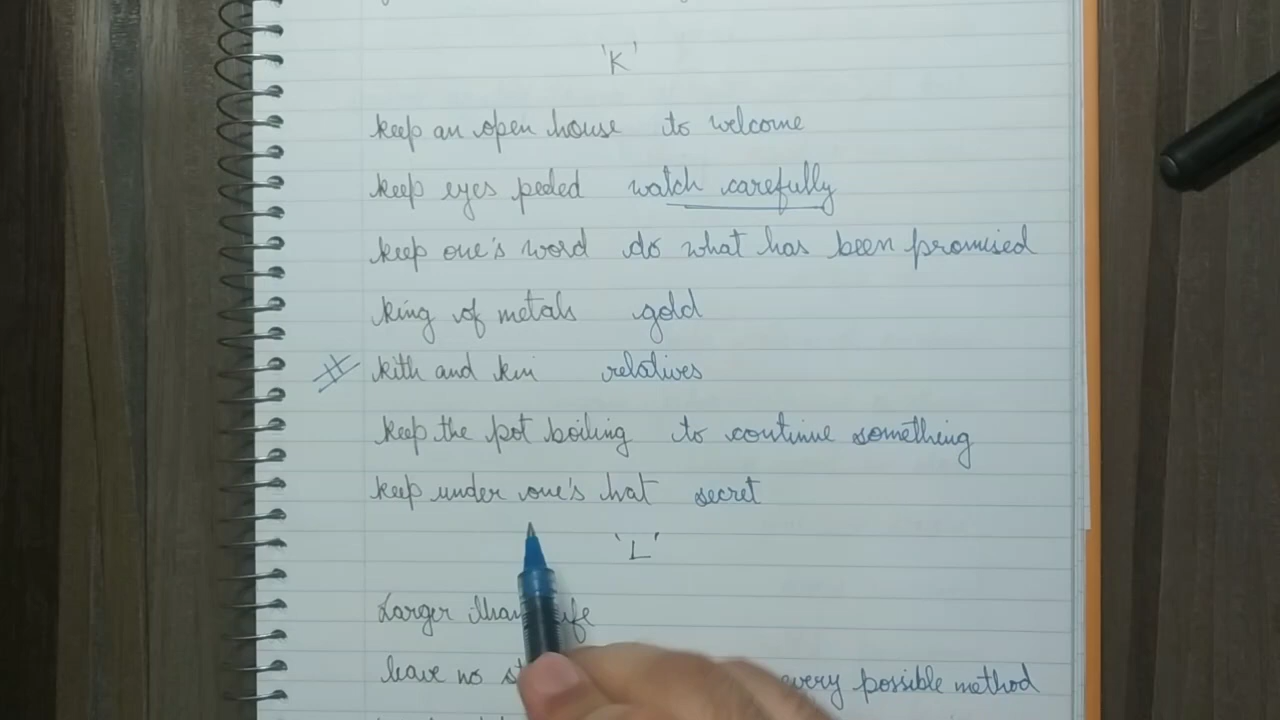 'K'
keep an open house to welcome
keep eyes peeled watch carefully
keep one's word do what has been promised
king of metals gold
# kith and kin relatives
keep the pot boiling to continue something
keep under one's hat secret
'L'
Larger than life
leave no every possible method